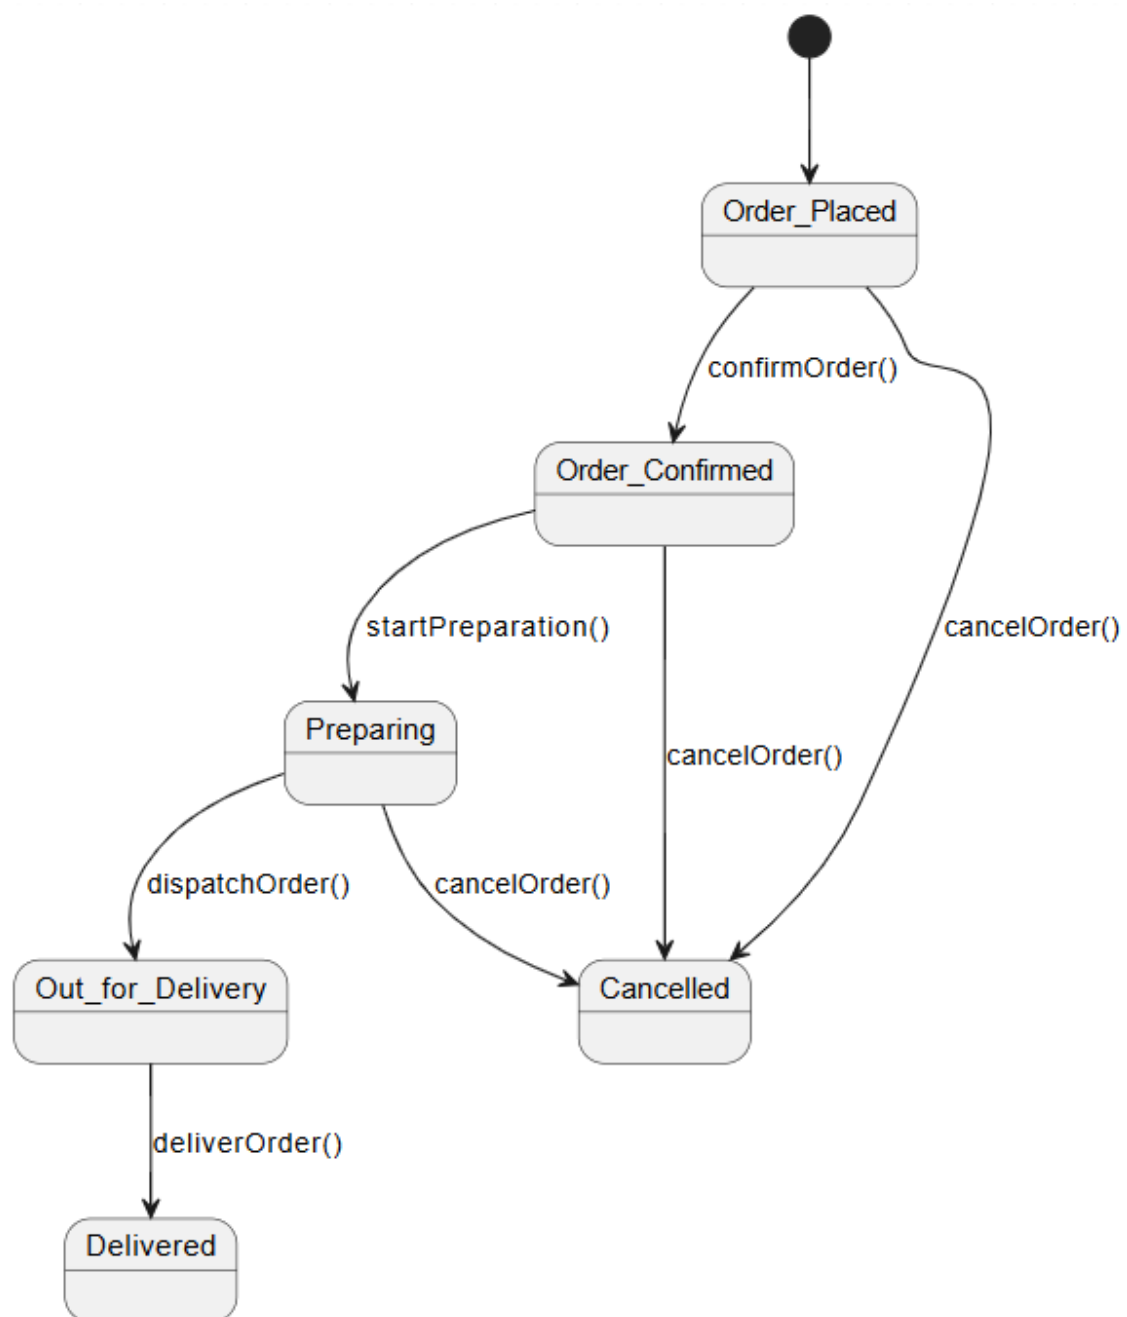 Order_Placed
confirmOrder()
Order_Confirmed
startPreparation()
cancelOrder()
Preparing
cancelOrder()
dispatchOrder()
cancelOrder()
Out_for_Delivery
Cancelled
deliverOrder()
Delivered